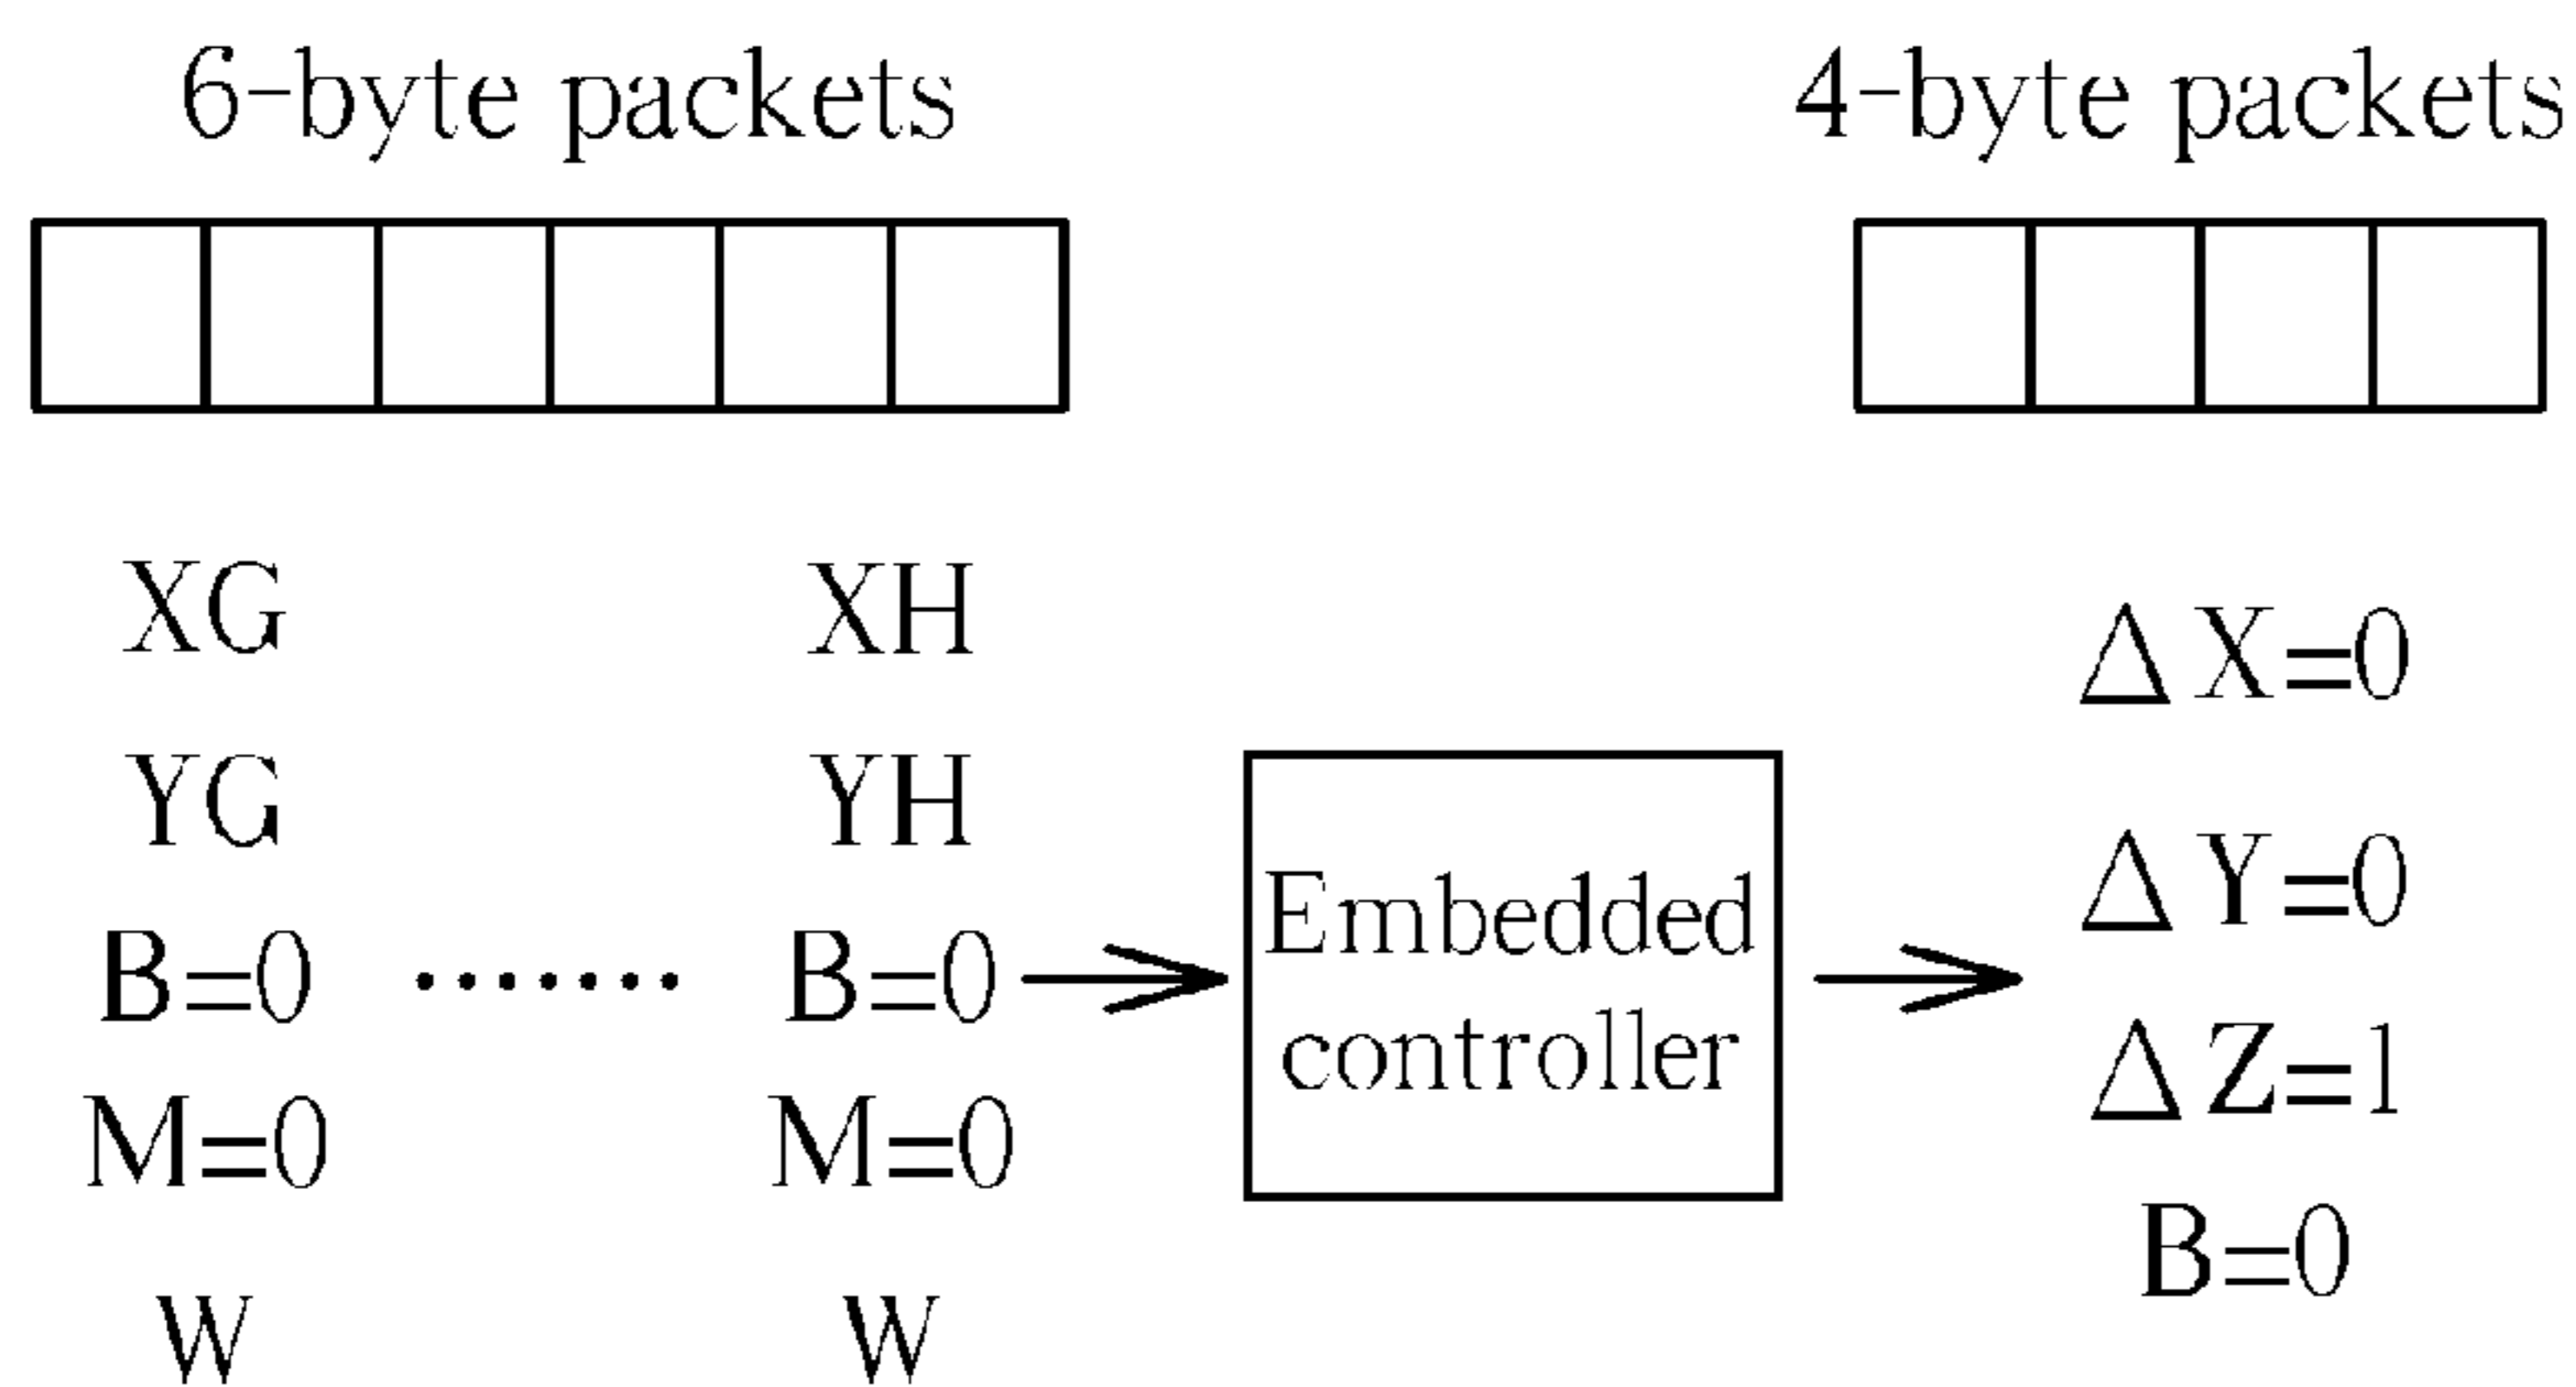 6-byte packets
4-byte packets
XG
YG
B=0
M=0
W
.......
XH
YH
B=0
M=0
W
Embedded
controller
ΔX=0
ΔY=0
ΔZ=1
B=0